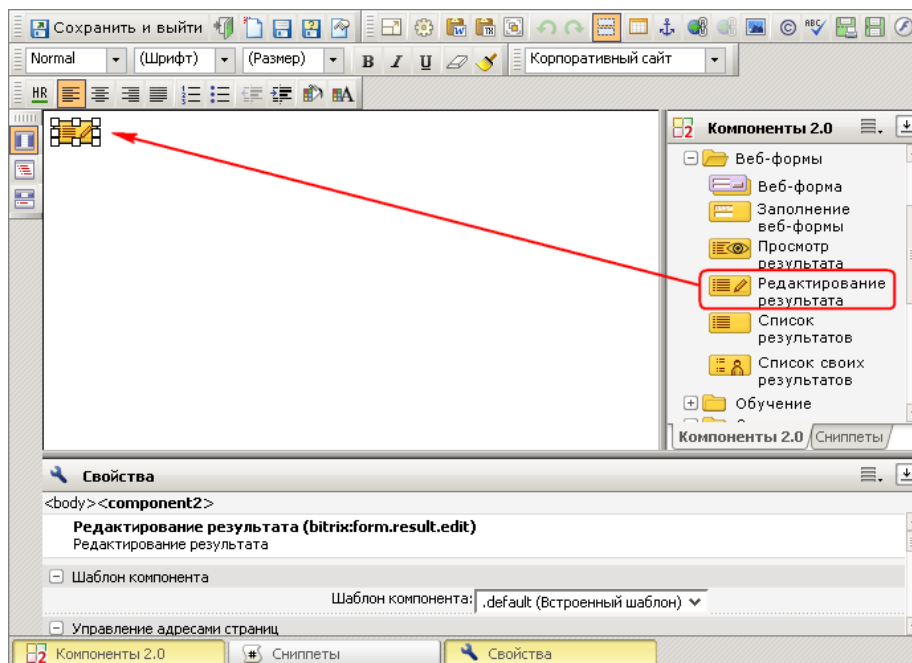 Сохранить и выйти
Normal (Шрифт) (Размер) B I U Корпоративный сайт
HR
Компоненты 2.0
Веб-формы
Веб-форма
Заполнение
веб-формы
Просмотр
результата
Редактирование
результата
Список
результатов
Список своих
результатов
Обучение
Компоненты 2.0 Сниппеты
Свойства
<body><component2>
Редактирование результата (bitrix:form.result.edit)
Редактирование результата
Шаблон компонента
Шаблон компонента: .default (Встроенный шаблон)
Управление адресами страниц
Компоненты 2.0 Сниппеты Свойства